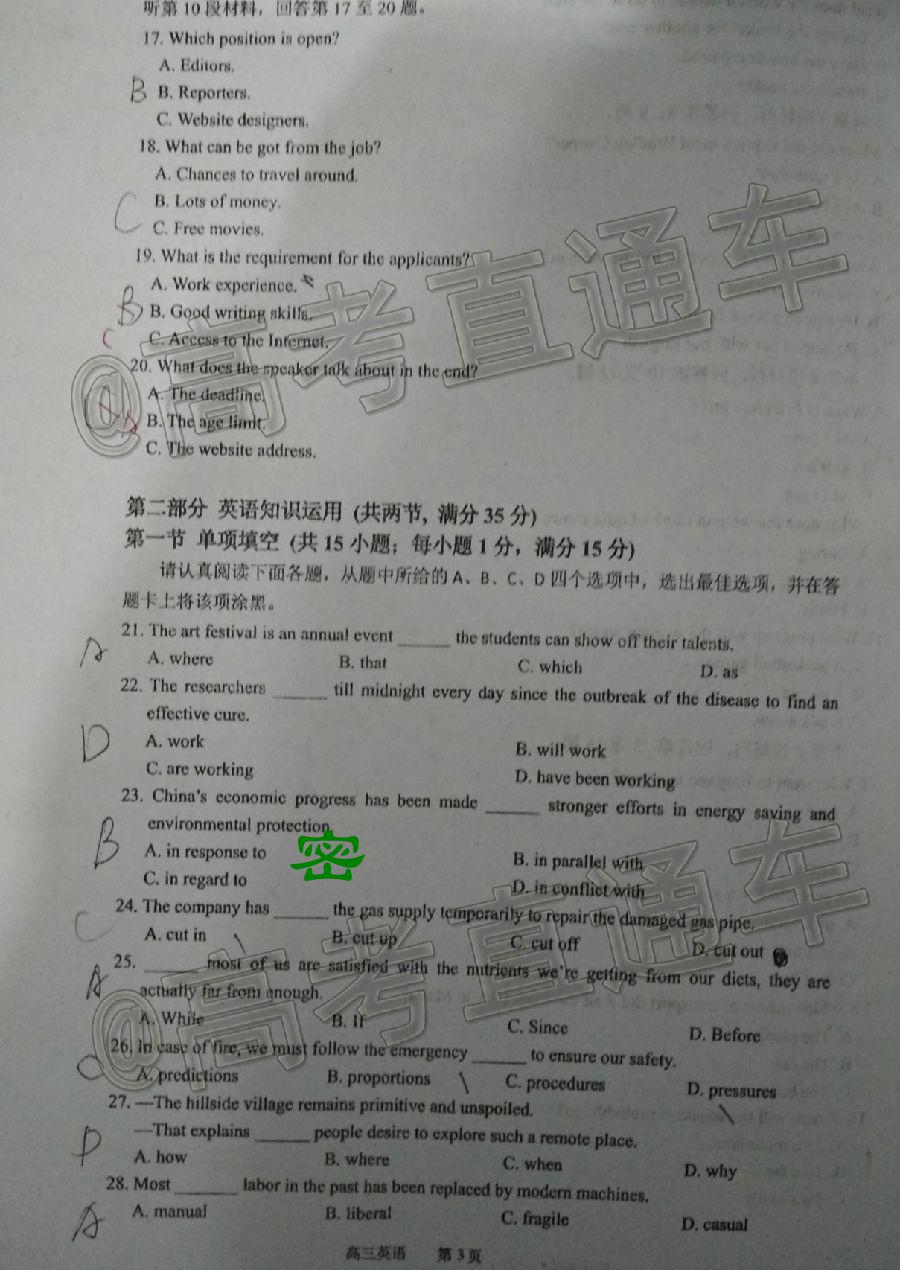 听第 10 段材料，回答第 17 至 20 题。
17. Which position is open?
A. Editors.
B
B. Reporters.
C. Website designers.
18. What can be got from the job?
A. Chances to travel around.
B. Lots of money.
C
C. Free movies.
19. What is the requirement for the applicants?
A. Work experience.
B
B. Good writing skills.
C
C. Access to the Internet.
20. What does the speaker talk about in the end?
A. The deadline.
B. The age limit.
C. The website address.
@高考直通车
第二部分 英语知识运用 (共两节, 满分 35 分)
第一节 单项填空 (共 15 小题；每小题 1 分，满分 15 分)
请认真阅读下面各题，从题中所给的 A、B、C、D 四个选项中，选出最佳选项，并在答
题卡上将该项涂黑。
21. The art festival is an annual event ______ the students can show off their talents.
A
A. where B. that C. which D. as
22. The researchers ______ till midnight every day since the outbreak of the disease to find an
effective cure.
D
A. work B. will work
C. are working D. have been working
23. China's economic progress has been made ______ stronger efforts in energy saving and
environmental protection.
B
A. in response to B. in parallel with
密
C. in regard to D. in conflict with
24. The company has ______ the gas supply temporarily to repair the damaged gas pipe.
C
A. cut in B. cut up C. cut off D. cut out
25. ______ most of us are satisfied with the nutrients we're getting from our diets, they are
A
actually far from enough.
A. While B. If C. Since D. Before
26. In case of fire, we must follow the emergency ______ to ensure our safety.
C
A. predictions B. proportions C. procedures D. pressures
27. —The hillside village remains primitive and unspoiled.
—That explains ______ people desire to explore such a remote place.
D
A. how B. where C. when D. why
28. Most ______ labor in the past has been replaced by modern machines.
A
A. manual B. liberal C. fragile D. casual
@高考直通车
高三英语 第 3 页